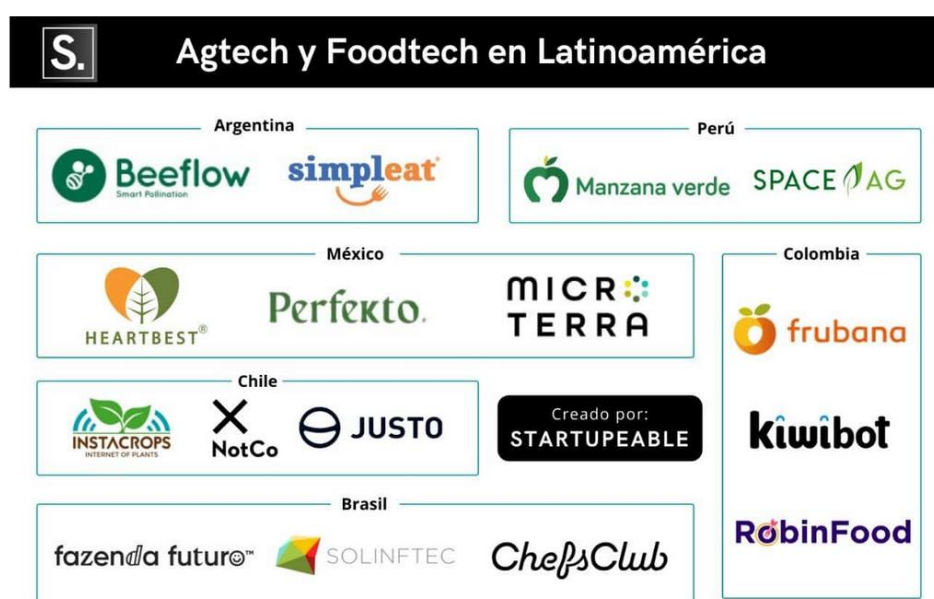 S. Agtech y Foodtech en Latinoamérica
Argentina
Beeflow
Smart Pollination
simpleat®
Perú
Manzana verde
SPACE AG
México
HEARTBEST®
Perfekto.
MICRO
TERRA
Colombia
frubana
kiwibot
RobinFood
Chile
INSTACROPS
INTERNET OF PLANTS
NotCo
JUSTO
Creado por:
STARTUPEABLE
Brasil
fazenda futuro™
SOLINFTEC
ChefsClub